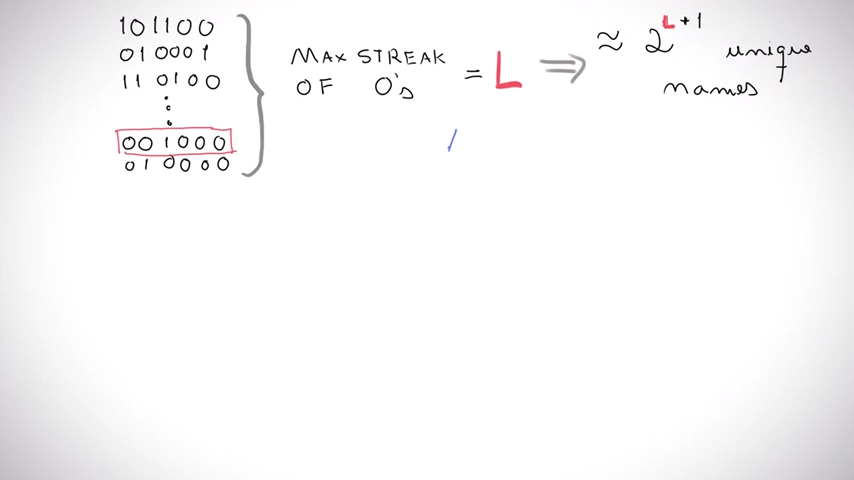 101100
010001
110100
001000
010000
MAX STREAK
OF 0's
= L ⇒ ≈ 2^{L+1} unique
names